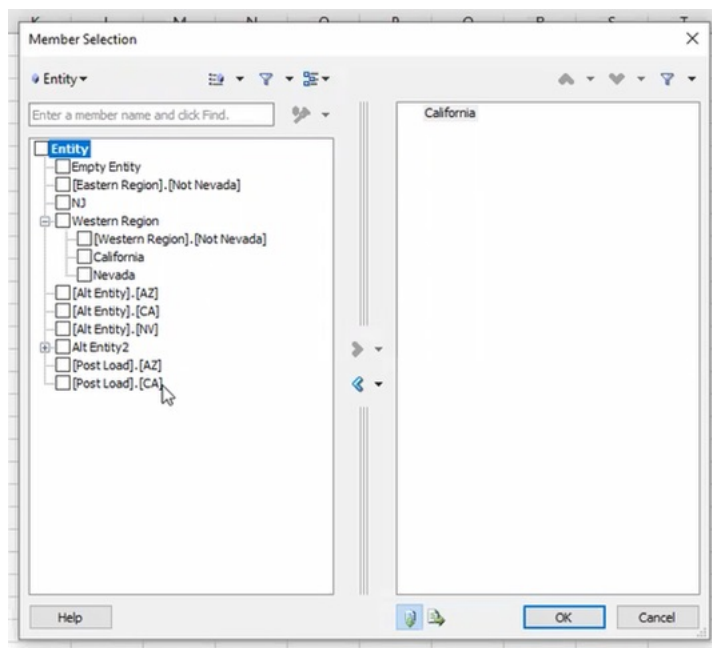 Member Selection
Entity
Enter a member name and click Find.
Entity
Empty Entity
[Eastern Region].[Not Nevada]
NJ
Western Region
[Western Region].[Not Nevada]
California
Nevada
[Alt Entity].[AZ]
[Alt Entity].[CA]
[Alt Entity].[NV]
Alt Entity2
[Post Load].[AZ]
[Post Load].[CA]
California
Help
OK
Cancel